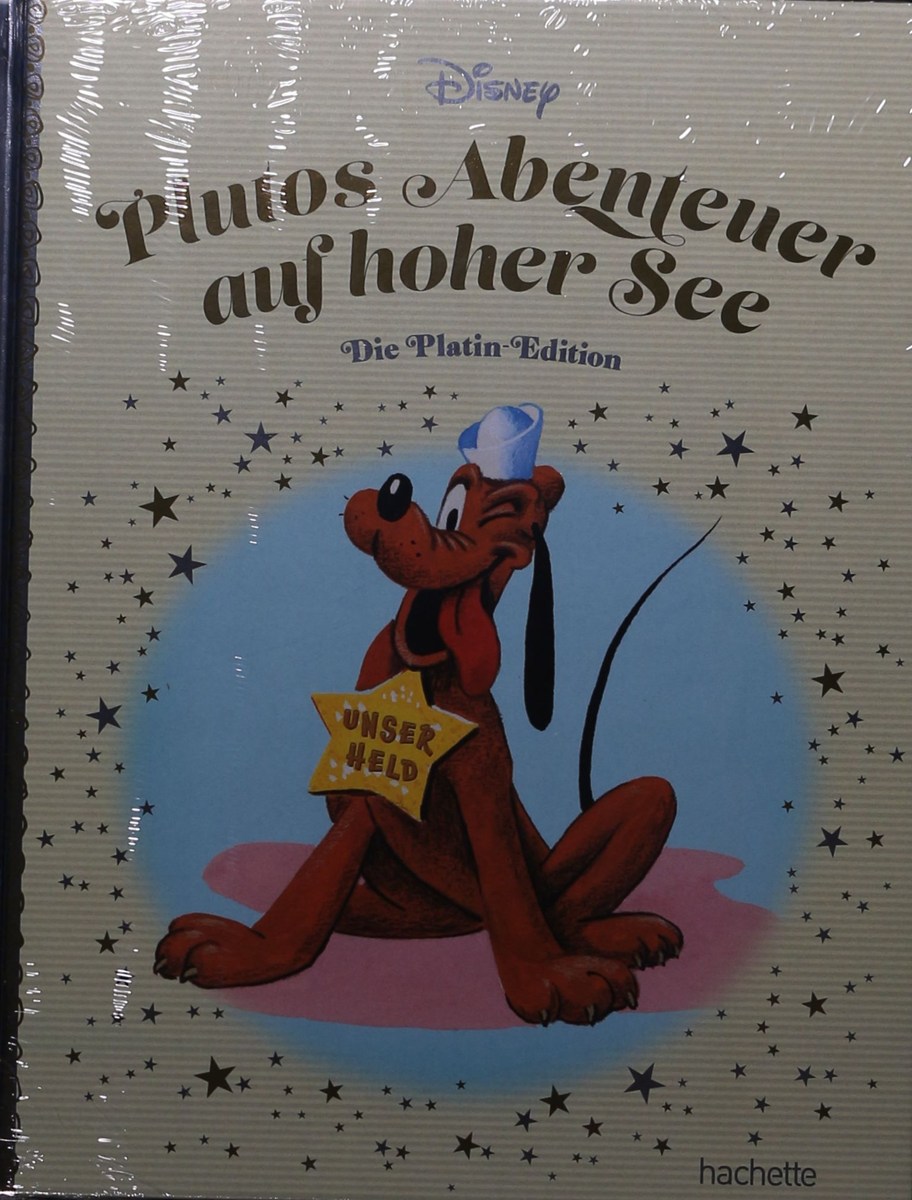 Disney
Plutos Abenteuer
auf hoher See
Die Platin-Edition
UNSER
HELD
hachette